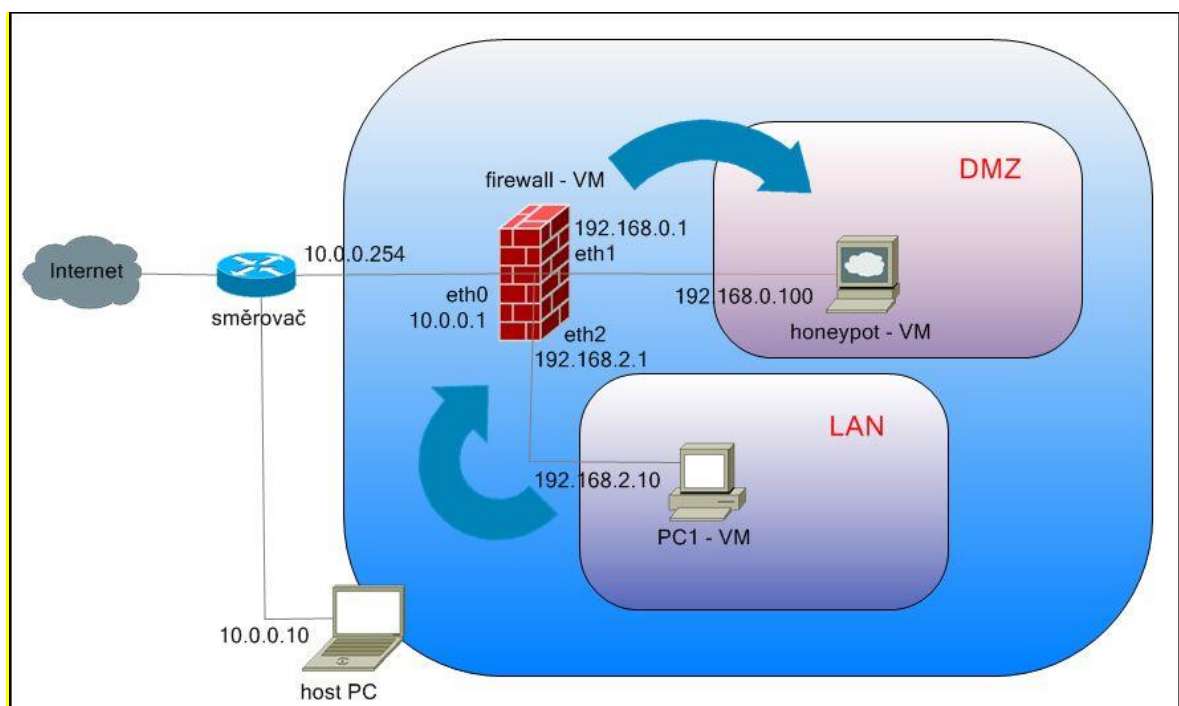 DMZ
firewall - VM
192.168.0.1
eth1
10.0.0.254
Internet
směrovač
eth0
10.0.0.1
192.168.0.100
honeypot - VM
eth2
192.168.2.1
LAN
192.168.2.10
PC1 - VM
10.0.0.10
host PC